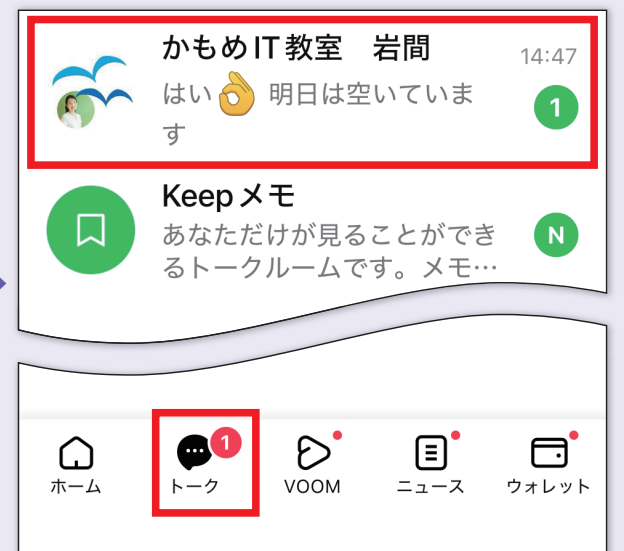 かもめIT教室　岩間
14:47
はい👌 明日は空いていま
す
1
Keepメモ
あなただけが見ることができ
るトークルームです。メモ…
N
1
ホーム
トーク
VOOM
ニュース
ウォレット